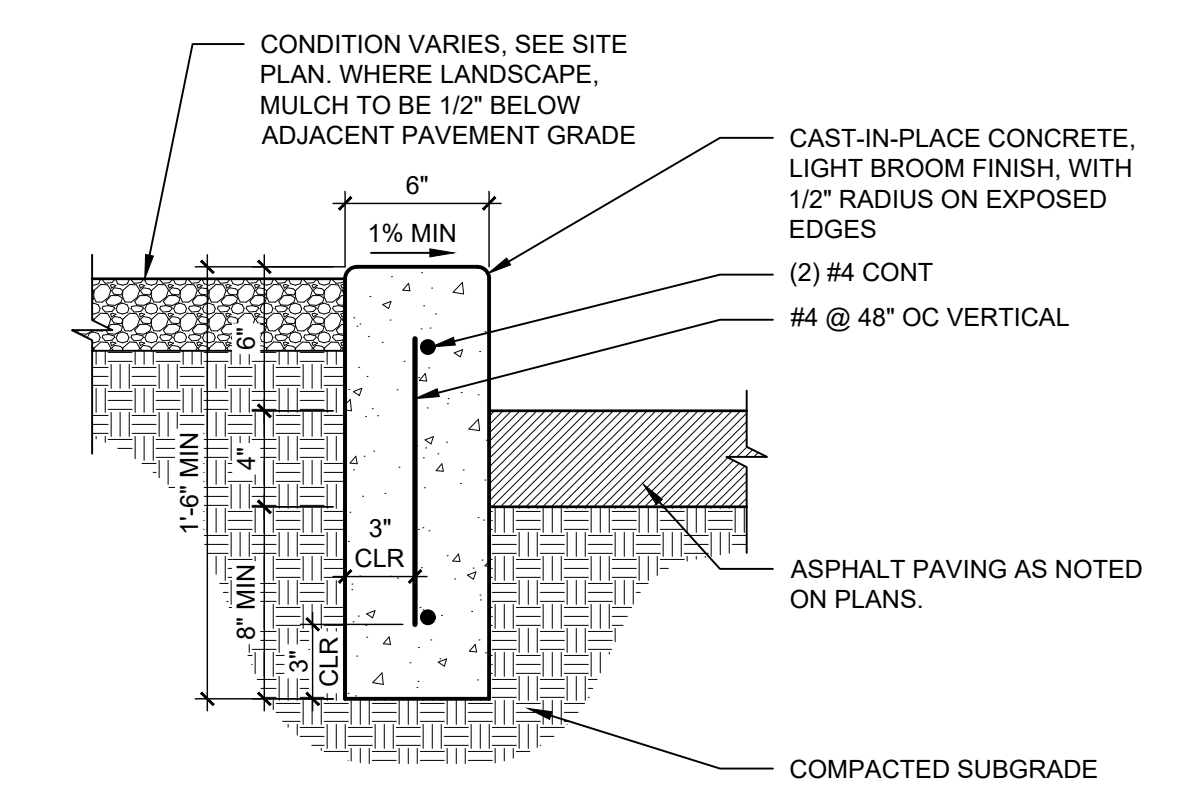 CONDITION VARIES, SEE SITE
PLAN. WHERE LANDSCAPE,
MULCH TO BE 1/2" BELOW
ADJACENT PAVEMENT GRADE
CAST-IN-PLACE CONCRETE,
LIGHT BROOM FINISH, WITH
1/2" RADIUS ON EXPOSED
EDGES
6"
1% MIN
(2) #4 CONT
#4 @ 48" OC VERTICAL
6"
4"
1'-6" MIN
8" MIN
3"
CLR
3"
CLR
ASPHALT PAVING AS NOTED
ON PLANS.
COMPACTED SUBGRADE